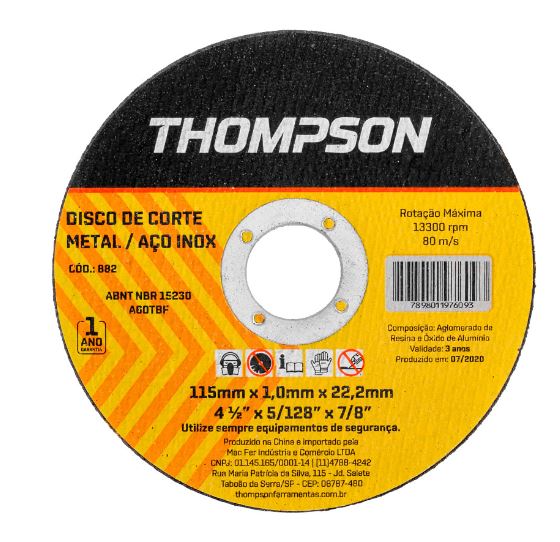 THOMPSON
DISCO DE CORTE
METAL / AÇO INOX
CÓD.: 882
ABNT NBR 15230
A60TBF
1
ANO
GARANTIA
Rotação Máxima
13300 rpm
80 m/s
7898011976093
Composição: Aglomerado de
Resina e Óxido de Alumínio
Validade: 3 anos
Produzido em: 07/2020
115mm x 1,0mm x 22,2mm
4 ½" x 5/128" x 7/8"
Utilize sempre equipamentos de segurança.
Produzido na China e importado pela
Mac Fer Indústria e Comércio LTDA
CNPJ: 01.145.165/0001-14 | (11)4788-4242
Rua Maria Patrícia da Silva, 115 - Jd. Salete
Taboão da Serra/SP - CEP: 06787-480
thompsonferramentas.com.br